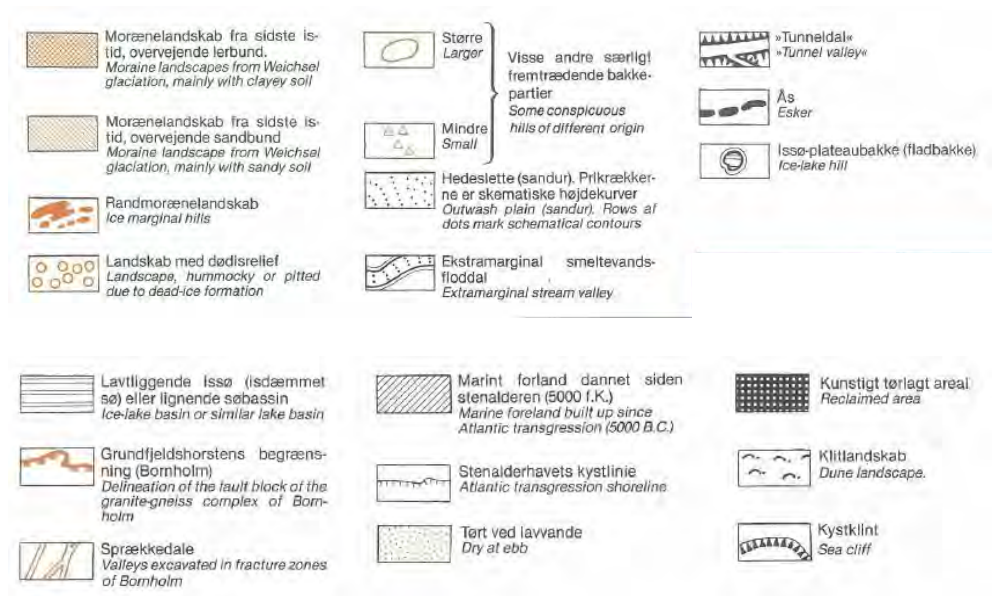 Morænelandskab fra sidste is-
tid, overvejende lerbund.
Moraine landscapes from Weichsel
glaciation, mainly with clayey soil
Morænelandskab fra sidste is-
tid, overvejende sandbund
Moraine landscape from Weichsel
glaciation, mainly with sandy soil
Randmorænelandskab
Ice marginal hills
Landskab med dødisrelief
Landscape, hummocky or pitted
due to dead-ice formation
Større
Larger
Mindre
Small
Visse andre særligt
fremtrædende bakke-
partier
Some conspicuous
hills of different origin
Hedeslette (sandur). Prikrækker-
ne er skematiske højdekurver
Outwash plain (sandur). Rows af
dots mark schematical contours
Ekstramarginal smeltevands-
floddal
Extramarginal stream valley
»Tunneldal«
»Tunnel valley«
Ås
Esker
Issø-plateaubakke (fladbakke)
Ice-lake hill
Lavtliggende issø (isdæmmet
sø) eller lignende søbassin
Ice-lake basin or similar lake basin
Grundfjeldshorstens begræns-
ning (Bornholm)
Delineation of the fault block of the
granite-gneiss complex of Born-
holm
Sprækkedale
Valleys excavated in fracture zones
of Bornholm
Marint forland dannet siden
stenalderen (5000 f.K.)
Marine foreland built up since
Atlantic transgression (5000 B.C.)
Stenalderhavets kystlinie
Atlantic transgression shoreline
Tørt ved lavvande
Dry at ebb
Kunstigt tørlagt areal
Reclaimed area
Klitlandskab
Dune landscape.
Kystklint
Sea cliff